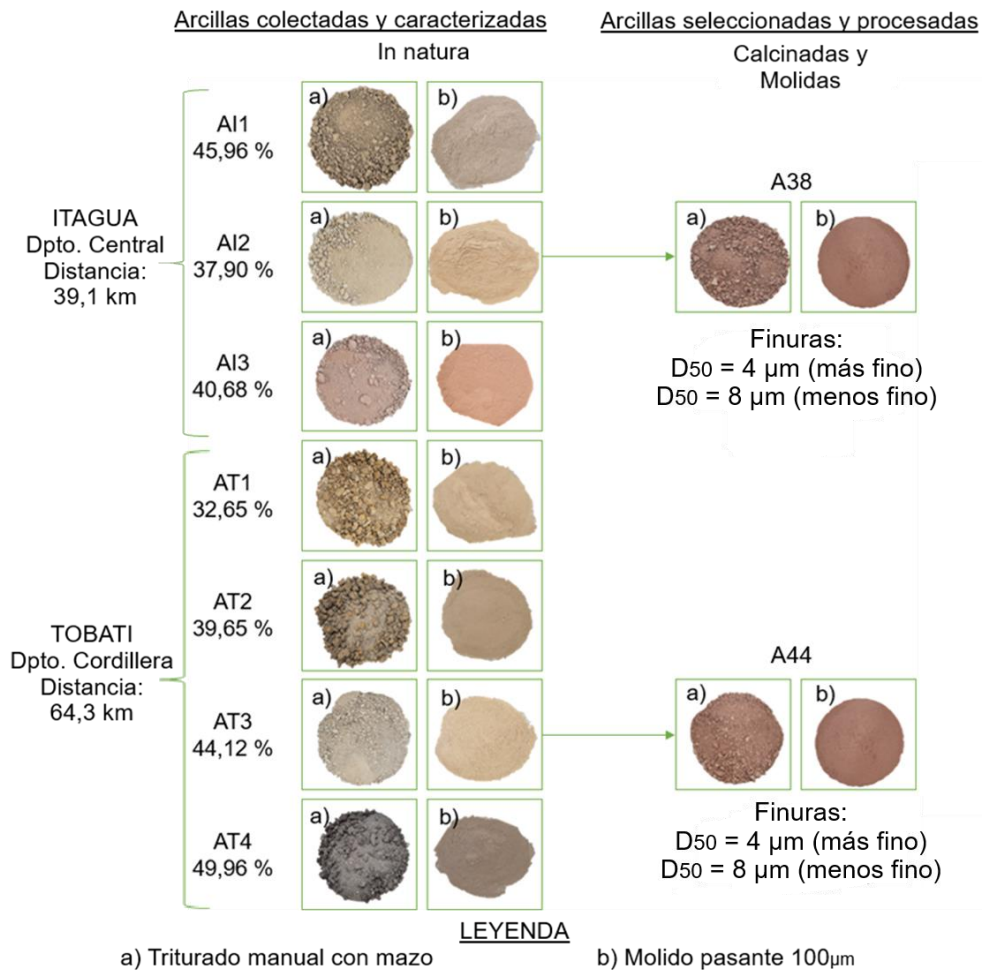 Arcillas colectadas y caracterizadas
In natura
Arcillas seleccionadas y procesadas
Calcinadas y
Molidas
ITAGUA
Dpto. Central
Distancia:
39,1 km
AI1
45,96 %
a)
b)
AI2
37,90 %
a)
b)
AI3
40,68 %
a)
b)
A38
a)
b)
Finuras:
D50 = 4 µm (más fino)
D50 = 8 µm (menos fino)
TOBATI
Dpto. Cordillera
Distancia:
64,3 km
AT1
32,65 %
a)
b)
AT2
39,65 %
a)
b)
AT3
44,12 %
a)
b)
AT4
49,96 %
a)
b)
A44
a)
b)
Finuras:
D50 = 4 µm (más fino)
D50 = 8 µm (menos fino)
LEYENDA
a) Triturado manual con mazo
b) Molido pasante 100µm